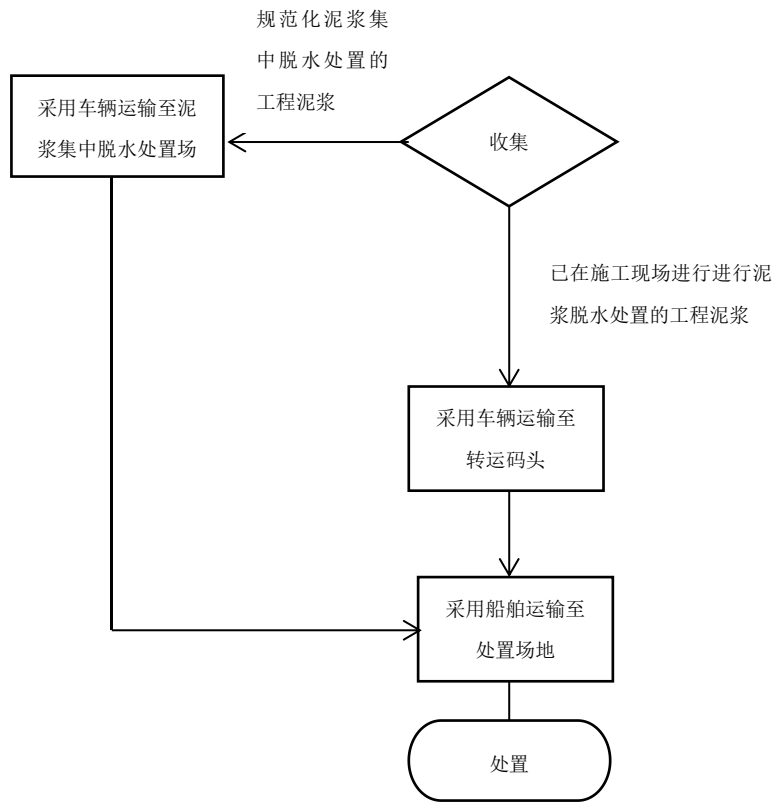 规范化泥浆集
中脱水处置的
工程泥浆
采用车辆运输至泥
浆集中脱水处置场
收集
已在施工现场进行进行泥
浆脱水处置的工程泥浆
采用车辆运输至
转运码头
采用船舶运输至
处置场地
处置